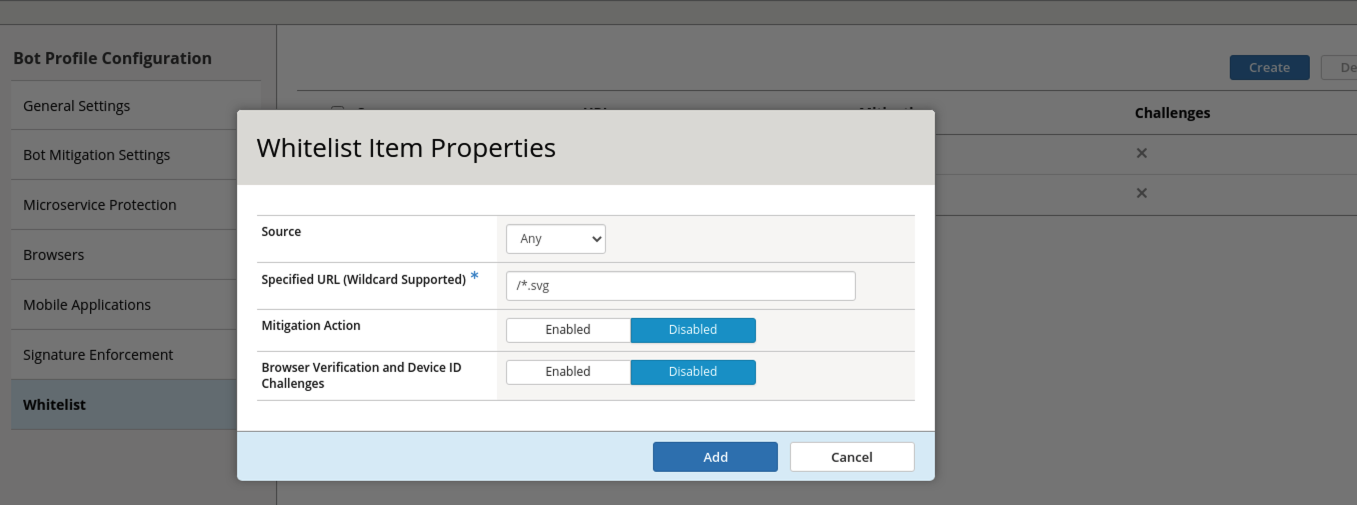 Bot Profile Configuration
General Settings
Bot Mitigation Settings
Microservice Protection
Browsers
Mobile Applications
Signature Enforcement
Whitelist
Create
Challenges
Whitelist Item Properties
Source
Any
Specified URL (Wildcard Supported) *
/*.svg
Mitigation Action
Enabled Disabled
Browser Verification and Device ID
Challenges
Enabled Disabled
Add Cancel